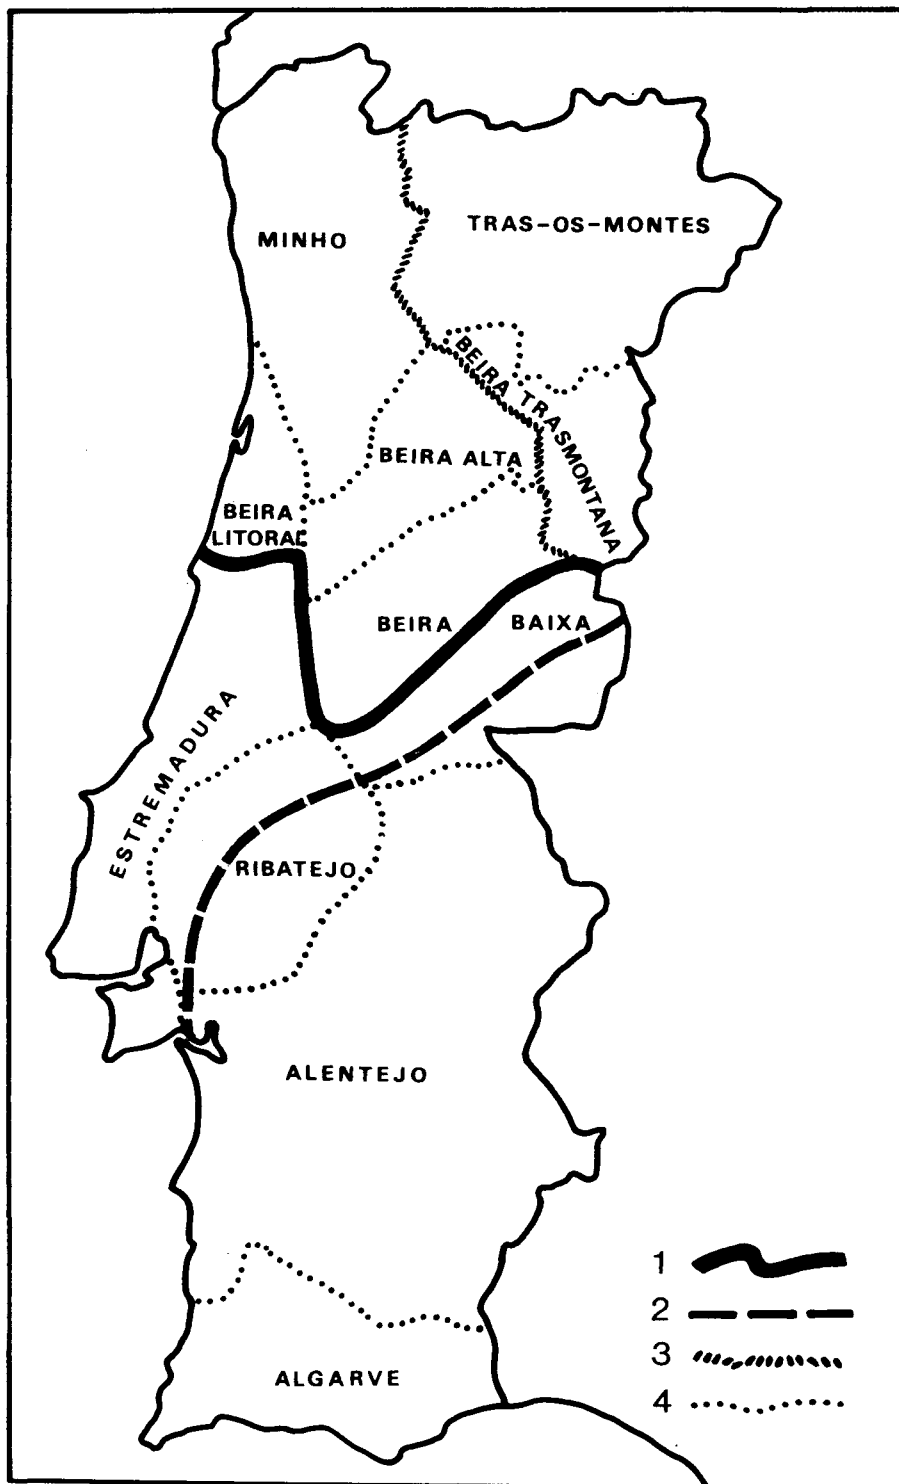 MINHO
TRAS-OS-MONTES
BEIRA TRASMONTANA
BEIRA ALTA
BEIRA
LITORAL
BEIRA BAIXA
ESTREMADURA
RIBATEJO
ALENTEJO
ALGARVE
1
2
3
4